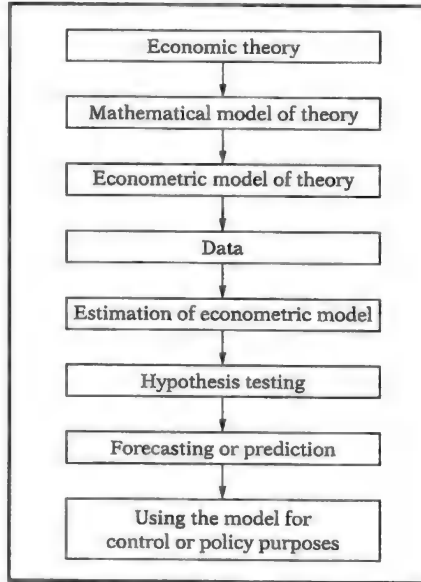 Economic theory
Mathematical model of theory
Econometric model of theory
Data
Estimation of econometric model
Hypothesis testing
Forecasting or prediction
Using the model for
control or policy purposes